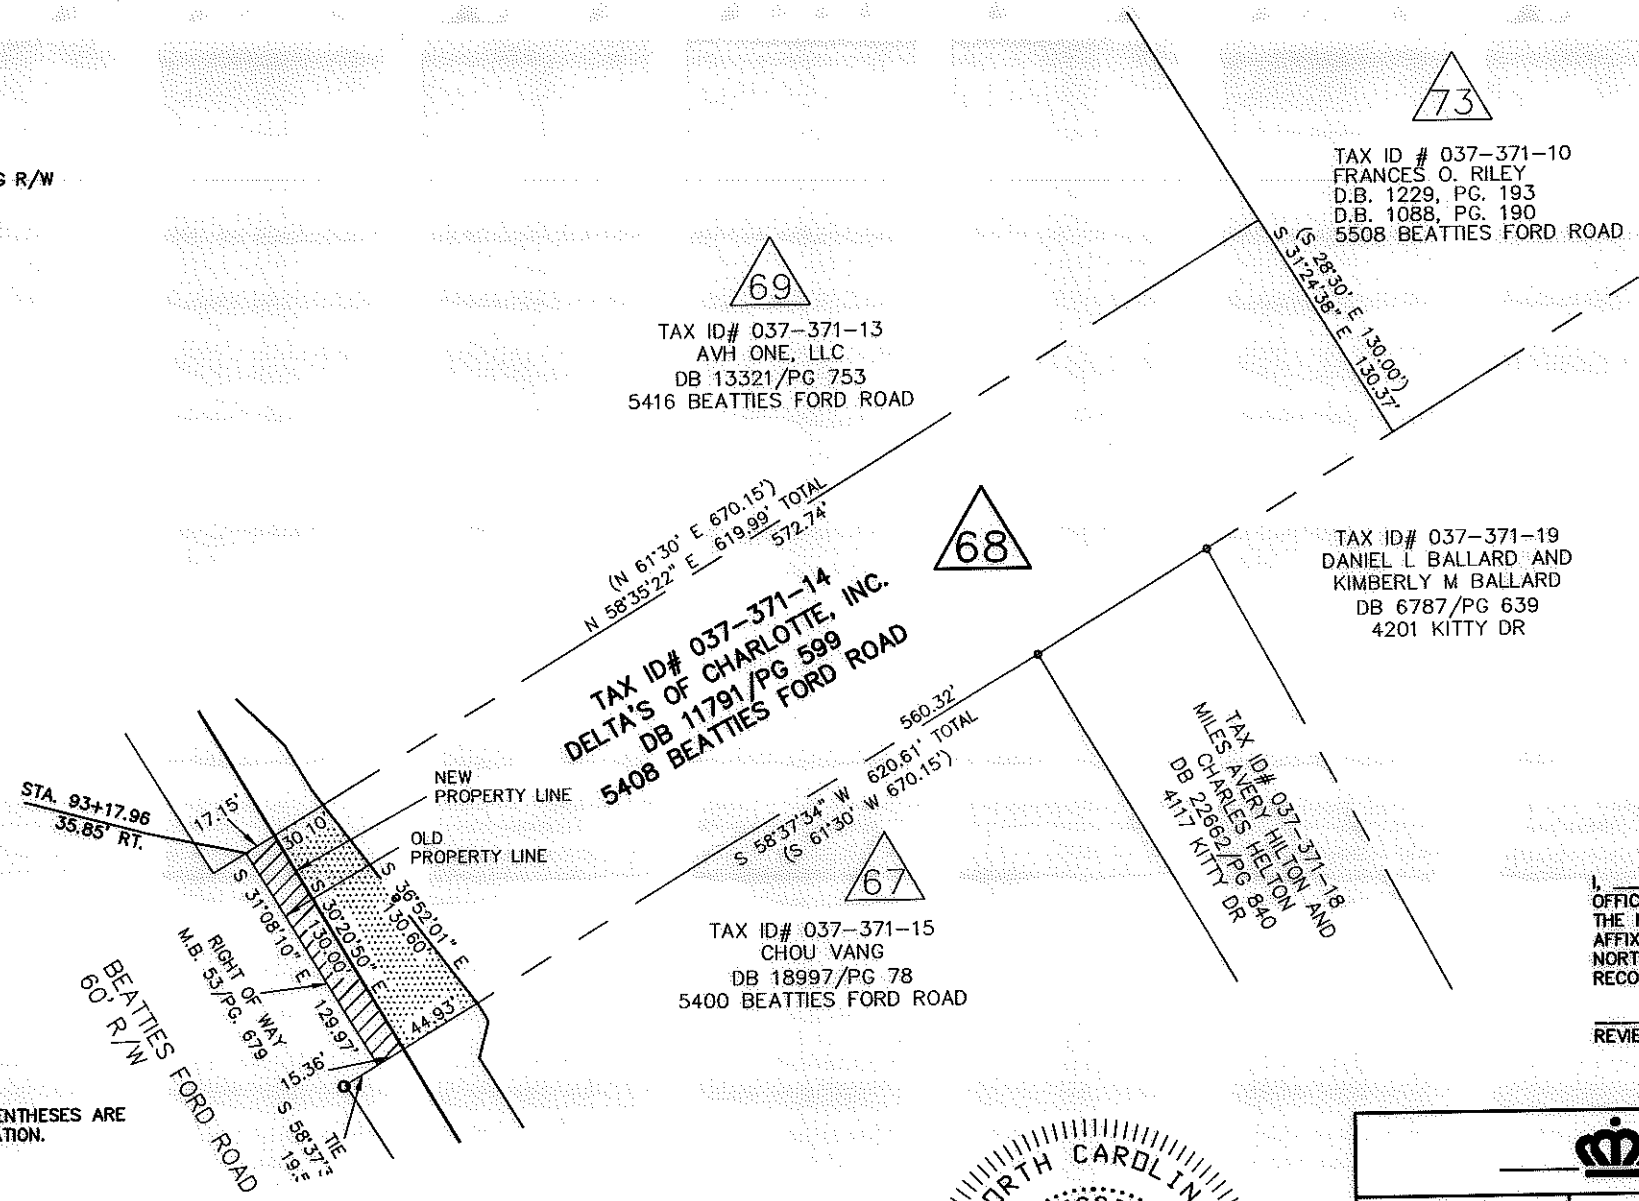 G R/W
73
TAX ID # 037-371-10
FRANCES O. RILEY
D.B. 1229, PG. 193
D.B. 1088, PG. 190
5508 BEATTIES FORD ROAD
(S 28°30' E 130.00')
S 31°24'38" E 130.37'
69
TAX ID# 037-371-13
AVH ONE, LLC
DB 13321/PG 753
5416 BEATTIES FORD ROAD
(N 61°30' E 670.15')
N 58°35'22" E 619.99' TOTAL
572.74'
68
TAX ID# 037-371-14
DELTA'S OF CHARLOTTE, INC.
DB 11791/PG 599
5408 BEATTIES FORD ROAD
TAX ID# 037-371-19
DANIEL L BALLARD AND
KIMBERLY M BALLARD
DB 6787/PG 639
4201 KITTY DR
560.32'
S 58°37'34" W 620.61' TOTAL
(S 61°30' W 670.15')
TAX ID# 037-371-18
MILES AVERY HILTON AND
CHARLES HELTON
DB 22662/PG 840
4117 KITTY DR
67
TAX ID# 037-371-15
CHOU VANG
DB 18997/PG 78
5400 BEATTIES FORD ROAD
NEW
PROPERTY LINE
OLD
PROPERTY LINE
STA. 93+17.96
35.85' RT.
17.15'
30.10'
S 36°52'01" E
130.60'
S 30°20'50" E
130.00'
S 31°08'10" E 129.97'
44.93'
15.36'
RIGHT OF WAY
M.B. 53/PG. 679
BEATTIES FORD ROAD
60' R/W
TIE
S 58°37'3
19.5
ENTHESES ARE
ATION.
I,
OFFIC
THE
AFFIX
NORT
RECO
REVIE
ORTH CAROLIN